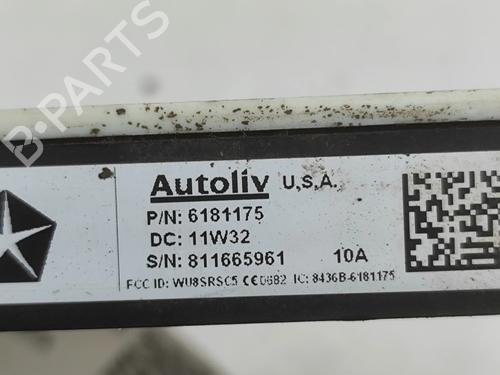 B-PARTS
Autoliv U.S.A.
P/N: 6181175
DC: 11W32
S/N: 811665961 10A
FCC ID: WU8SRSC5 CE0682 IC: 8436B-6181175